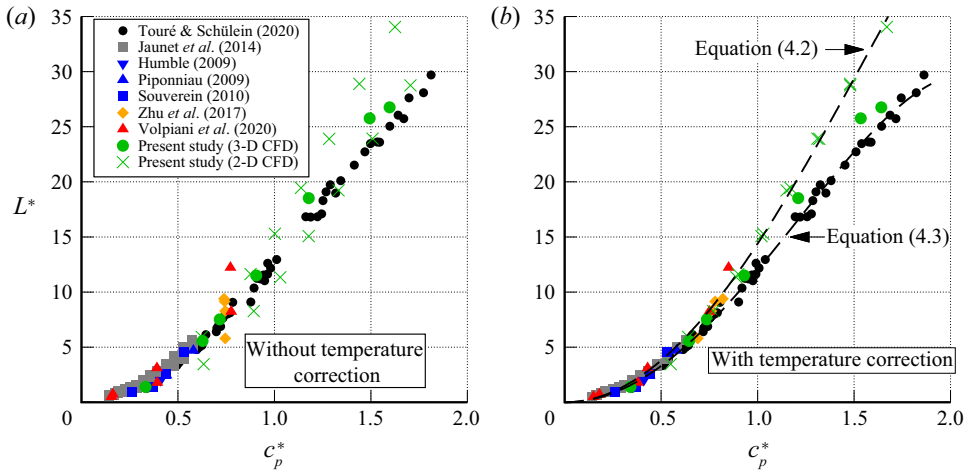 (a)
35
30
25
20
15
10
5
0
L*
Touré & Schülein (2020)
Jaunet et al. (2014)
Humble (2009)
Piponniau (2009)
Souverein (2010)
Zhu et al. (2017)
Volpiani et al. (2020)
Present study (3-D CFD)
Present study (2-D CFD)
Without temperature
correction
0.5
1.0
1.5
2.0
c*p
(b)
35
30
25
20
15
10
5
0
Equation (4.2)
Equation (4.3)
With temperature correction
0.5
1.0
1.5
2.0
c*p